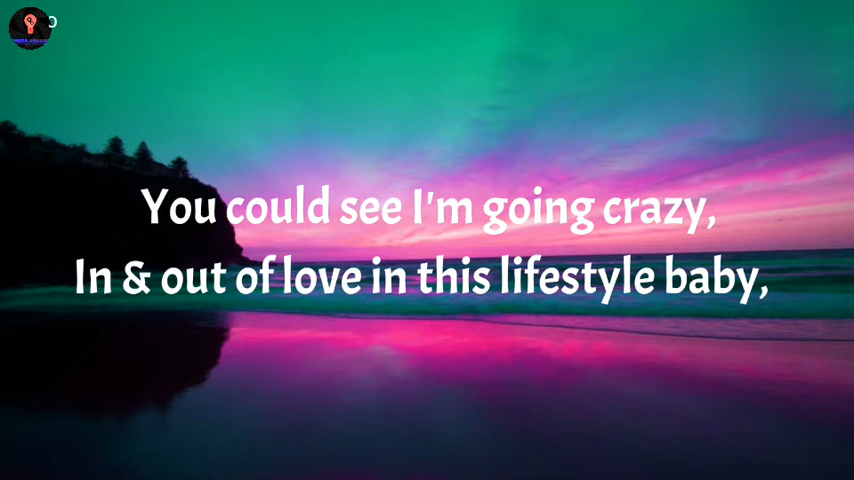 You could see I'm going crazy,
In & out of love in this lifestyle baby,